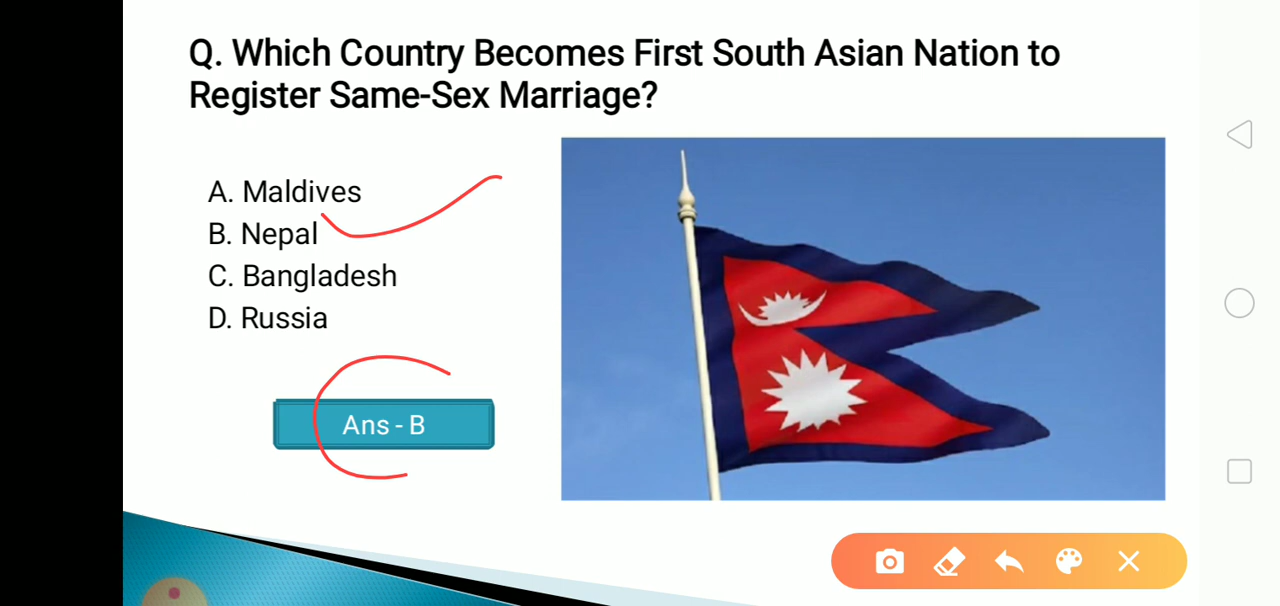 Q. Which Country Becomes First South Asian Nation to
Register Same-Sex Marriage?
A. Maldives
B. Nepal
C. Bangladesh
D. Russia
Ans - B